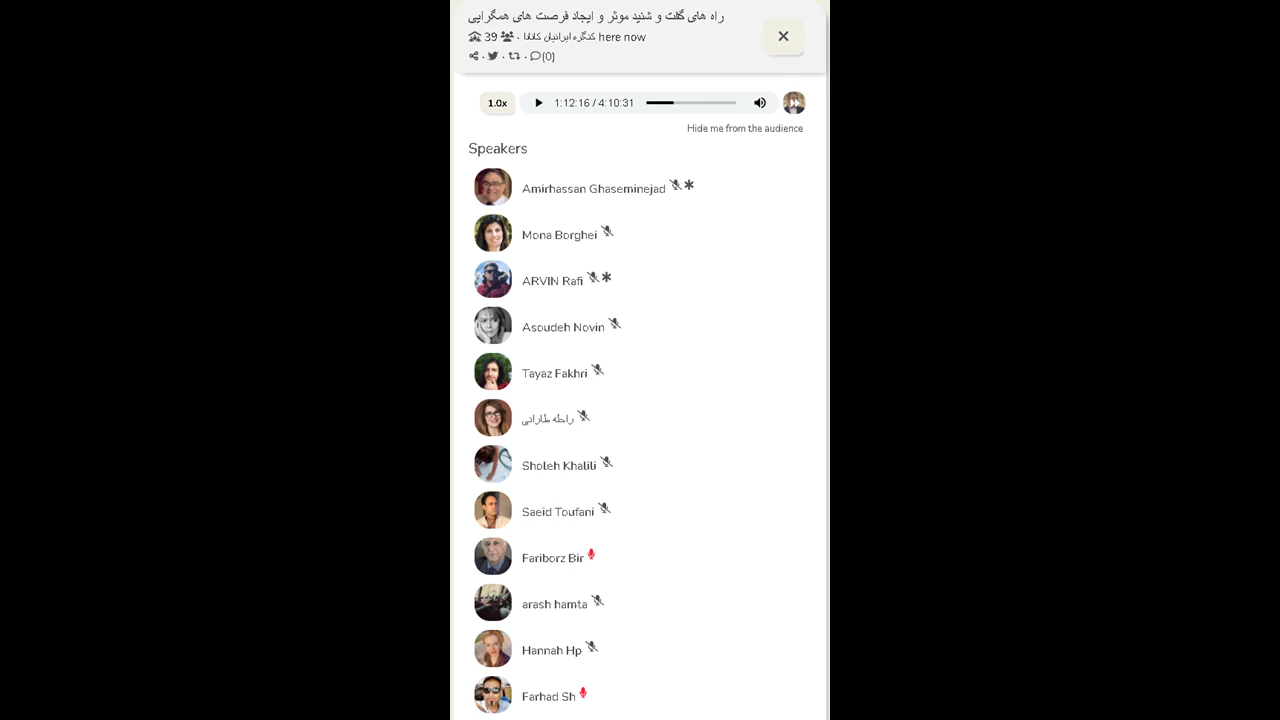 راه های گفت و شنید موثر و ایجاد فرصت های همگرایی
39 · کنگره ایرانیان کانادا here now
· · · (0)
1.0x 1:12:16 / 4:10:31
Hide me from the audience
Speakers
Amirhassan Ghaseminejad
Mona Borghei
ARVIN Rafi
Asoudeh Novin
Tayaz Fakhri
طارانی
Sholeh Khalili
Saeid Toufani
Fariborz Bir
arash hamta
Hannah Hp
Farhad Sh